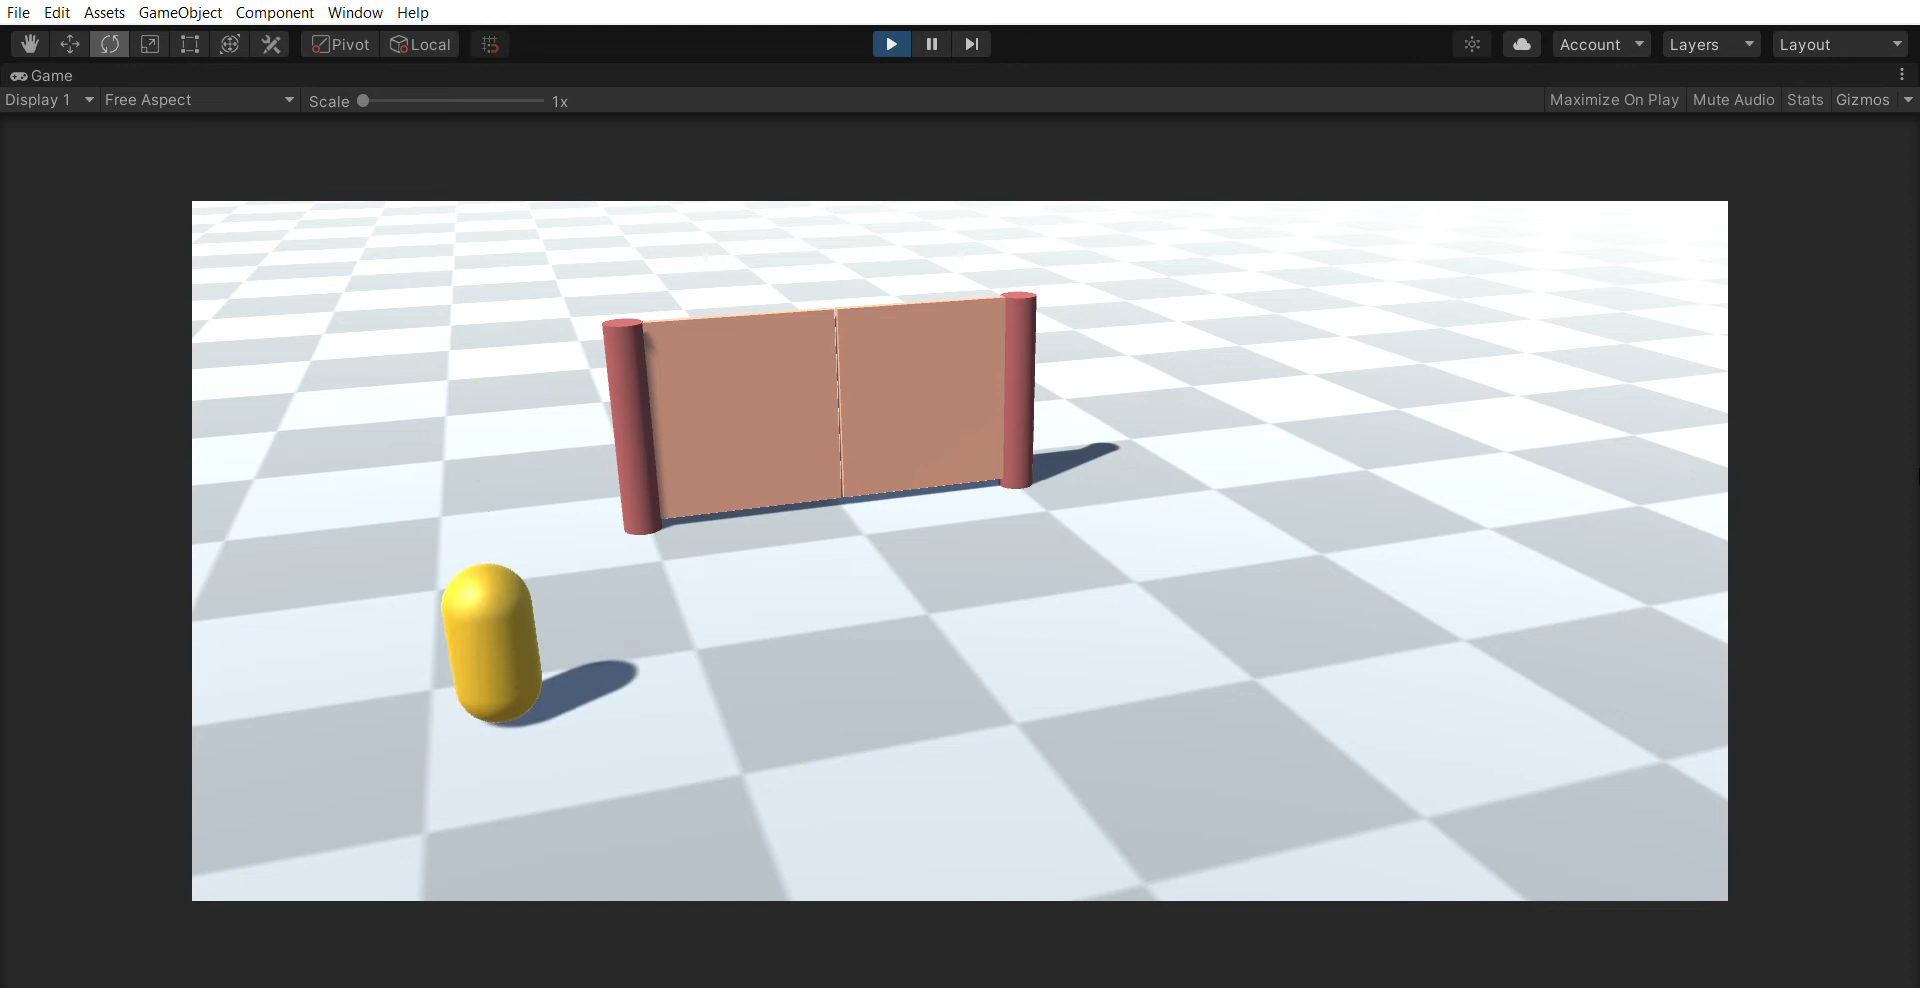 File Edit Assets GameObject Component Window Help
Pivot Local Account Layers Layout
Game
Display 1 Free Aspect Scale 1x Maximize On Play Mute Audio Stats Gizmos